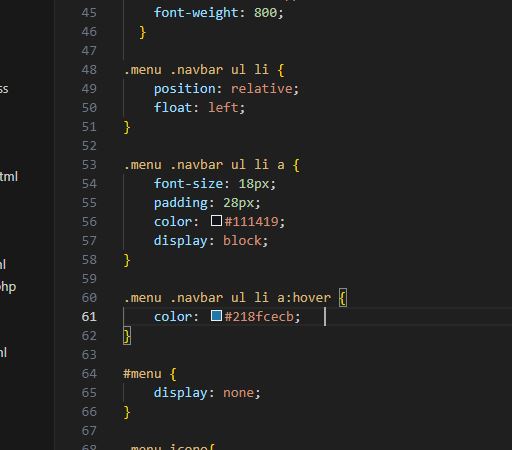 45 font-weight: 800;
46 }
47
48 .menu .navbar ul li {
ss
49 position: relative;
50 float: left;
51 }
52
53 .menu .navbar ul li a {
tml
54 font-size: 18px;
55 padding: 28px;
56 color: #111419;
57 display: block;
58 }
ml
59
hp
60 .menu .navbar ul li a:hover {
61 color: #218fcecb;
62 }
ml
63
64 #menu {
65 display: none;
66 }
67
68 .menu icone{